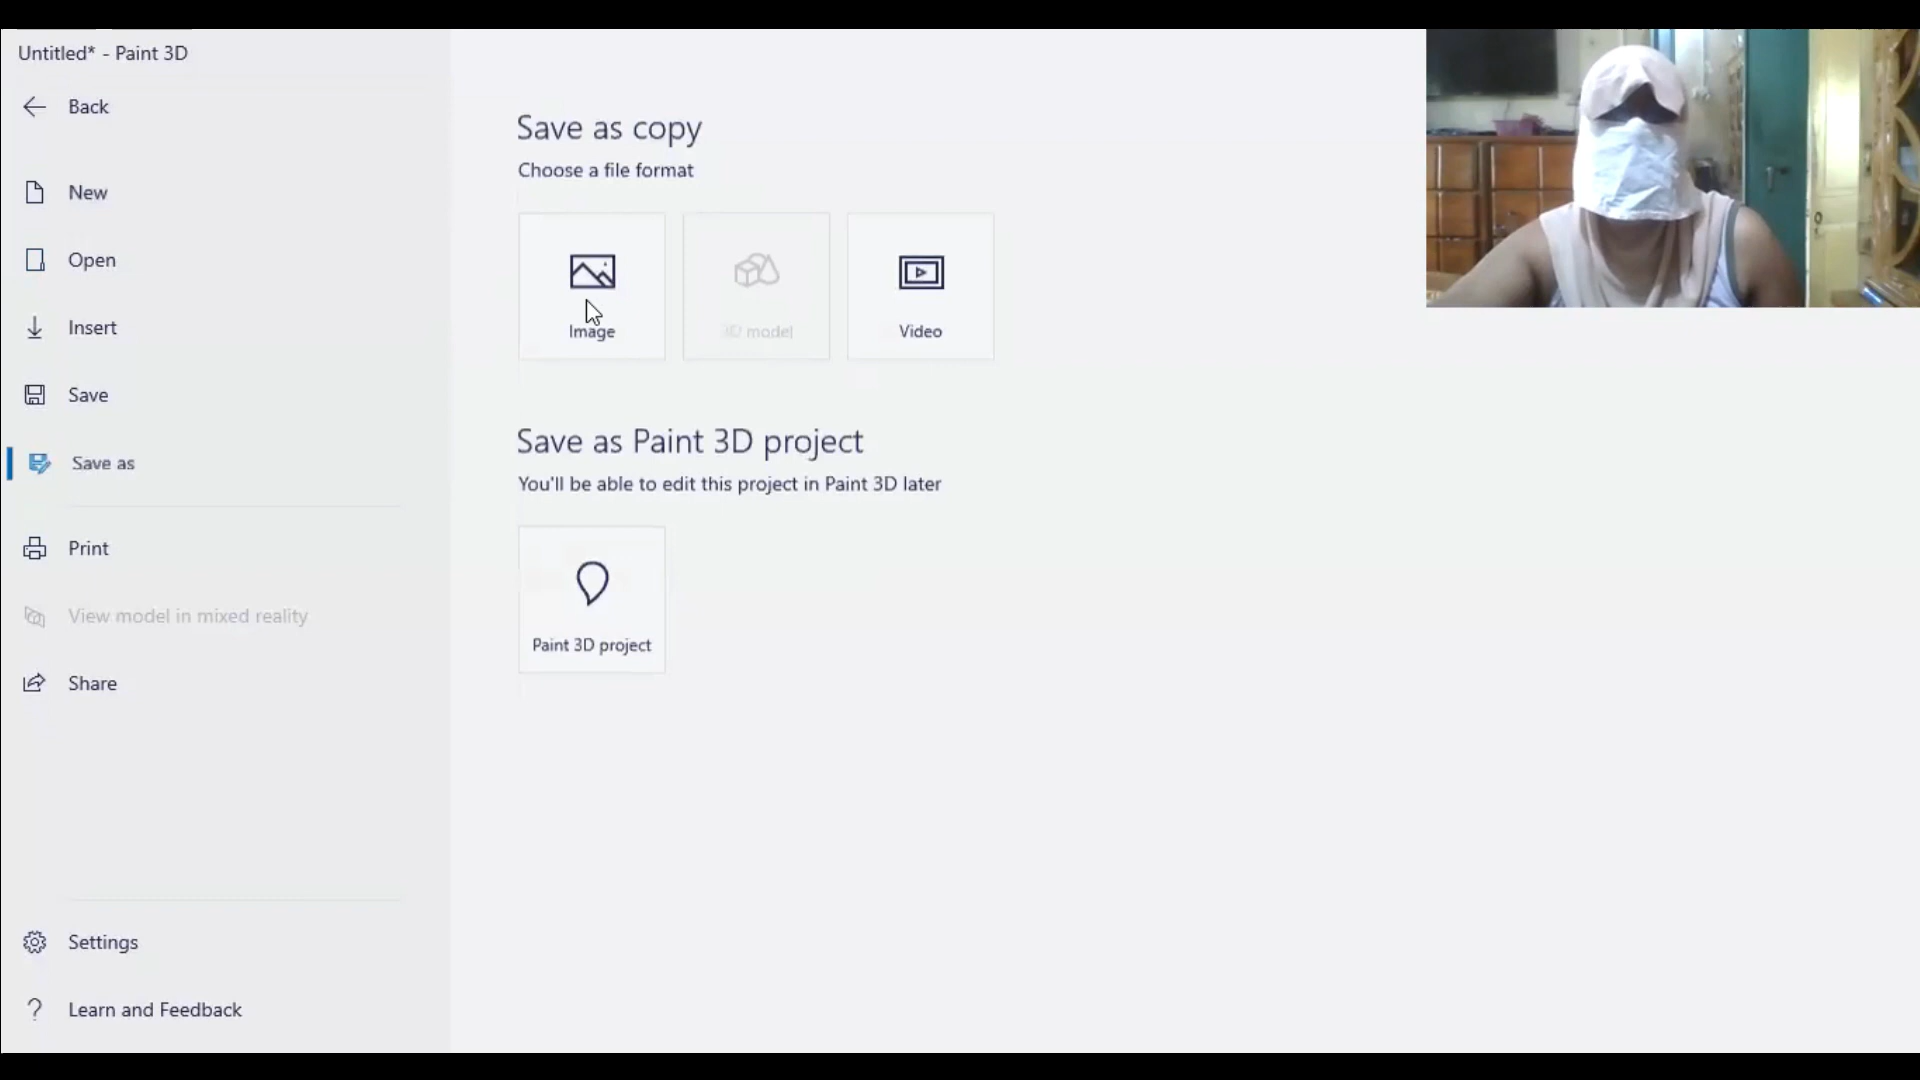 Untitled* - Paint 3D
Back
New
Open
Insert
Save
Save as
Print
View model in mixed reality
Share
Settings
Learn and Feedback
Save as copy
Choose a file format
Image
3D model
Video
Save as Paint 3D project
You'll be able to edit this project in Paint 3D later
Paint 3D project